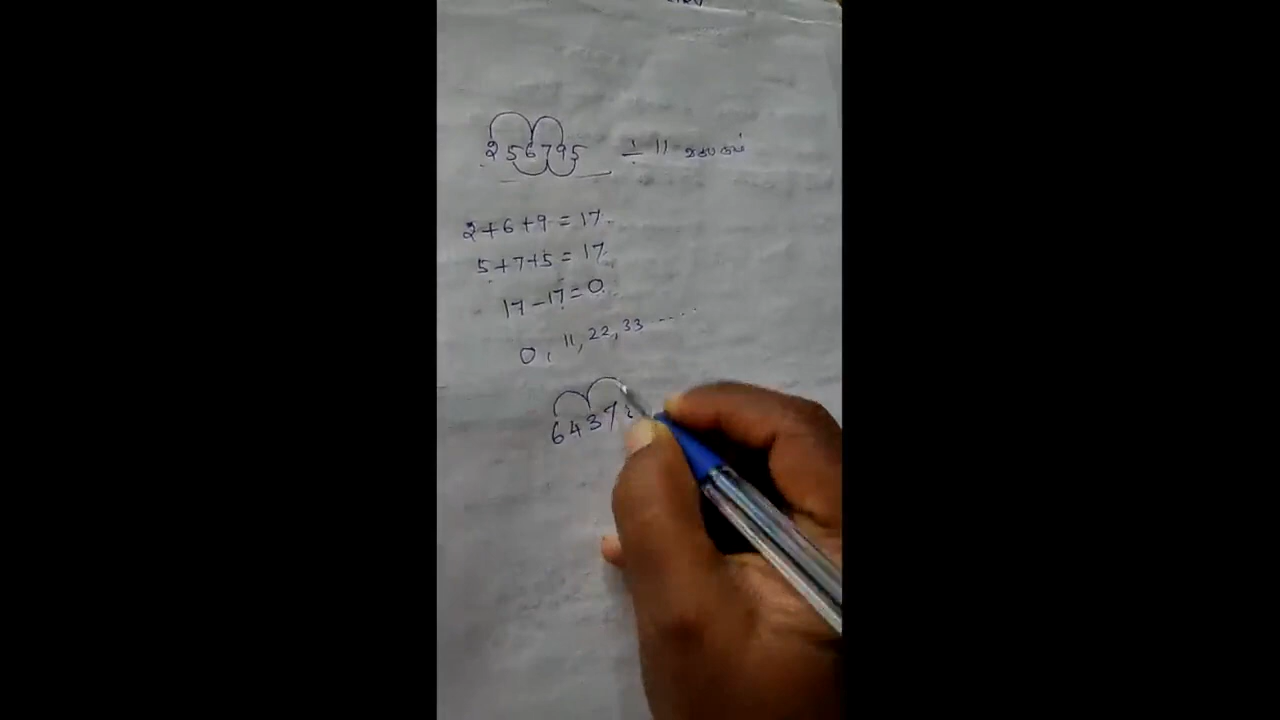 256795 ÷ 11
2+6+9=17
5+7+5=17
17-17=0
0, 11, 22, 33 ....
6437